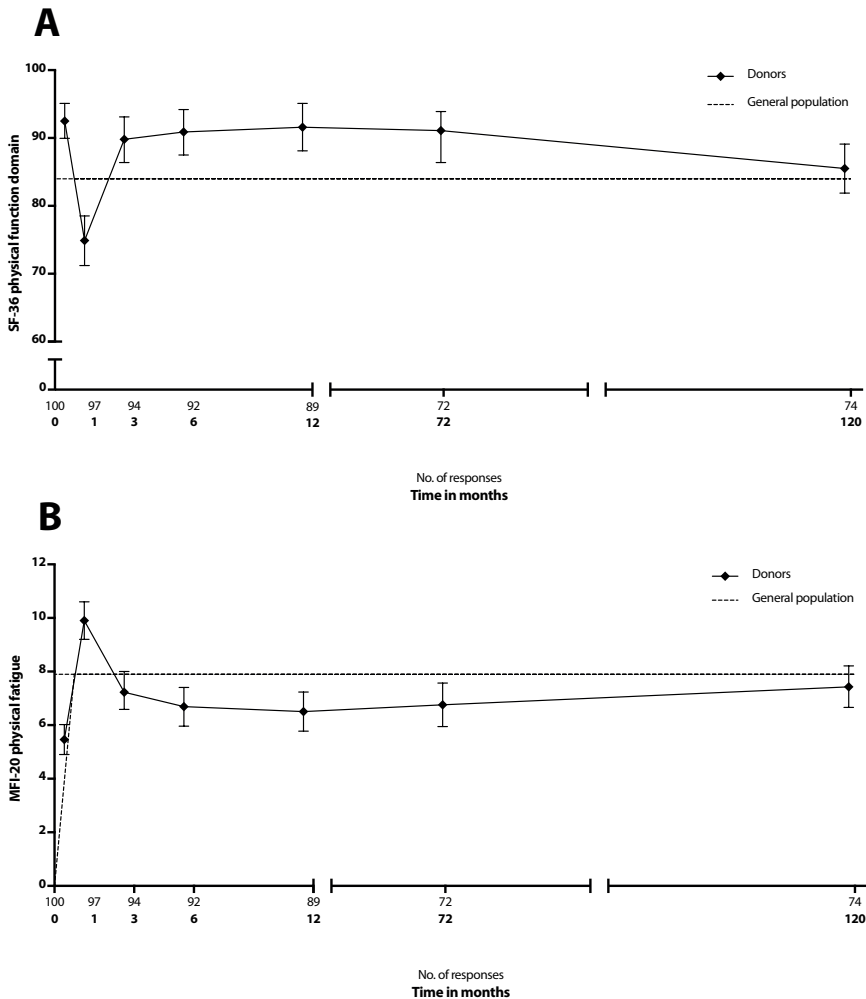 A
100
90
80
70
60
0
SF-36 physical function domain
Donors
General population
100 97 94 92 89 72 74
0 1 3 6 12 72 120
No. of responses
Time in months
B
12
10
8
6
4
2
0
MFI-20 physical fatigue
Donors
General population
100 97 94 92 89 72 74
0 1 3 6 12 72 120
No. of responses
Time in months